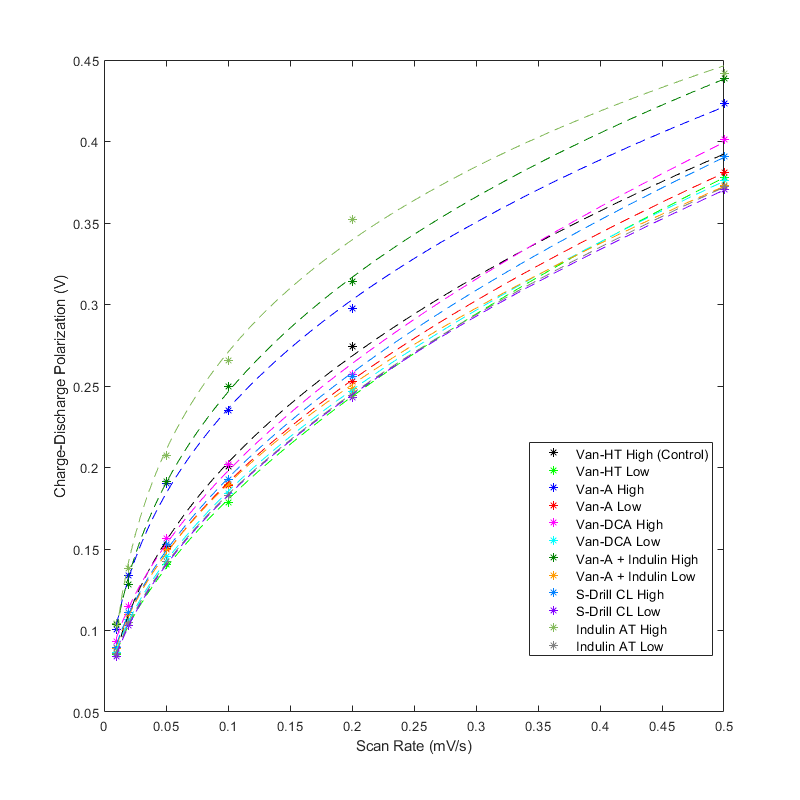 0.45
0.4
0.35
0.3
0.25
0.2
0.15
0.1
0.05
Charge-Discharge Polarization (V)
Van-HT High (Control)
Van-HT Low
Van-A High
Van-A Low
Van-DCA High
Van-DCA Low
Van-A + Indulin High
Van-A + Indulin Low
S-Drill CL High
S-Drill CL Low
Indulin AT High
Indulin AT Low
0 0.05 0.1 0.15 0.2 0.25 0.3 0.35 0.4 0.45 0.5
Scan Rate (mV/s)